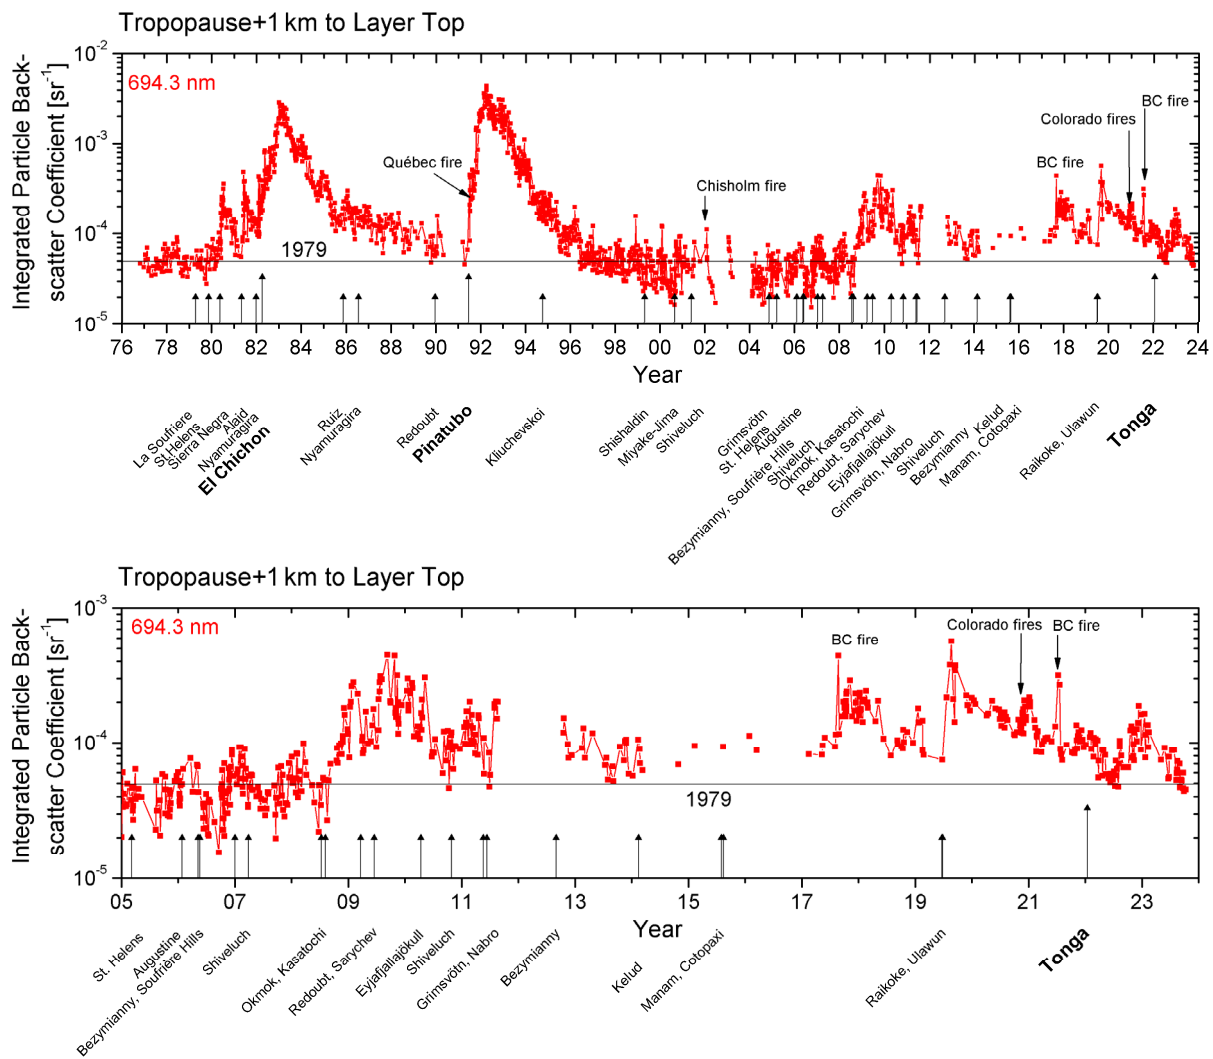 Tropopause+1 km to Layer Top
Integrated Particle Back-
scatter Coefficient [sr⁻¹]
10⁻²
10⁻³
10⁻⁴
10⁻⁵
694.3 nm
Québec fire
Chisholm fire
BC fire
Colorado fires
BC fire
1979
76 78 80 82 84 86 88 90 92 94 96 98 00 02 04 06 08 10 12 14 16 18 20 22 24
Year
La Soufriere
St Helens
Sierra Negra
Alaid
Nyamuragira
El Chichon
Ruiz
Nyamuragira
Redoubt
Pinatubo
Kliuchevskoi
Shishaldin
Miyake-Jima
Shiveluch
Grimsvötn
St. Helens
Augustine
Bezymianny, Soufrière Hills
Shiveluch
Okmok, Kasatochi
Redoubt, Sarychev
Eyjafjallajökull
Grimsvötn, Nabro
Shiveluch
Bezymianny
Kelud
Manam, Cotopaxi
Raikoke, Ulawun
Tonga
Tropopause+1 km to Layer Top
Integrated Particle Back-
scatter Coefficient [sr⁻¹]
10⁻³
10⁻⁴
10⁻⁵
694.3 nm
BC fire
Colorado fires
BC fire
1979
05 07 09 11 13 15 17 19 21 23
Year
St. Helens
Augustine
Bezymianny, Soufrière Hills
Shiveluch
Okmok, Kasatochi
Redoubt, Sarychev
Eyjafjallajökull
Shiveluch
Grimsvötn, Nabro
Bezymianny
Kelud
Manam, Cotopaxi
Raikoke, Ulawun
Tonga